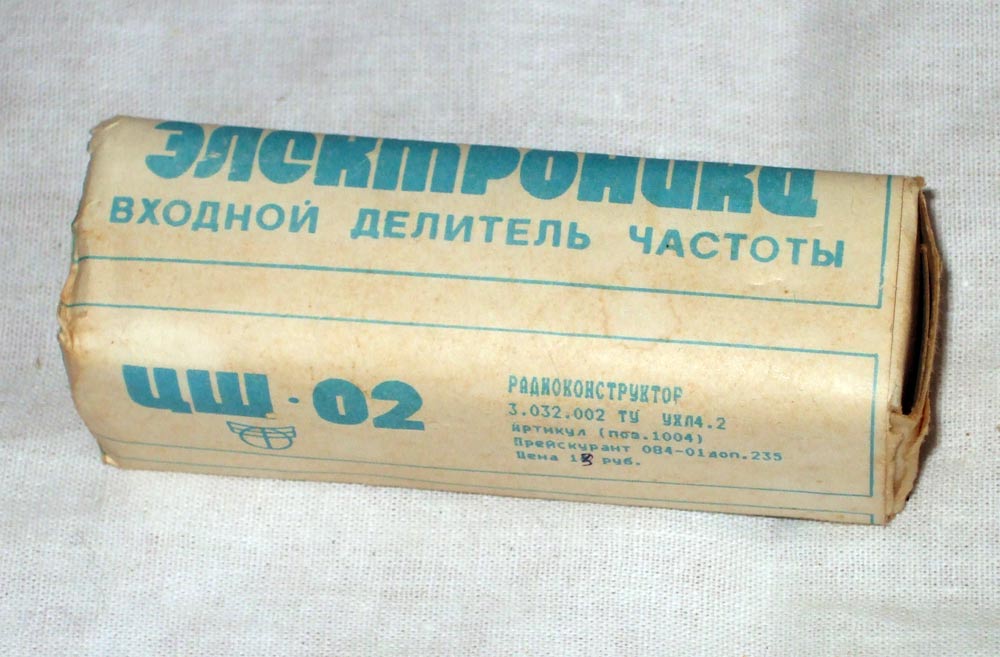 электроника
ВХОДНОЙ ДЕЛИТЕЛЬ ЧАСТОТЫ
ЦШ·02
РАДИОКОНСТРУКТОР
3.032.002 ТУ УХЛ4.2
Артикул (поз.1004)
Прейскурант 084-01доп.235
Цена 13 руб.